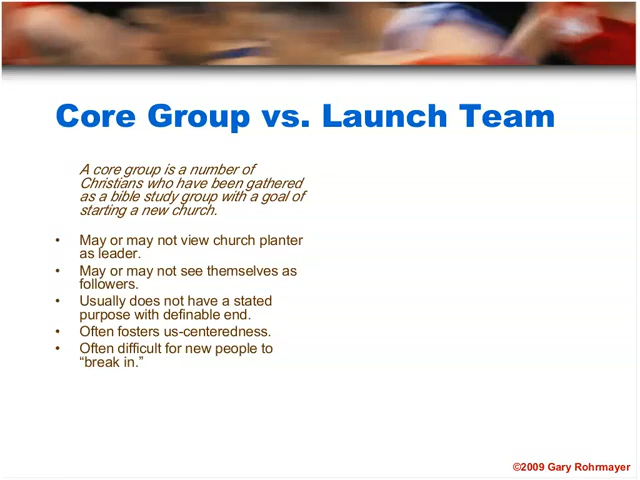 Core Group vs. Launch Team
A core group is a number of
Christians who have been gathered
as a bible study group with a goal of
starting a new church.
• May or may not view church planter
as leader.
• May or may not see themselves as
followers.
• Usually does not have a stated
purpose with definable end.
• Often fosters us-centeredness.
• Often difficult for new people to
“break in.”
©2009 Gary Rohrmayer